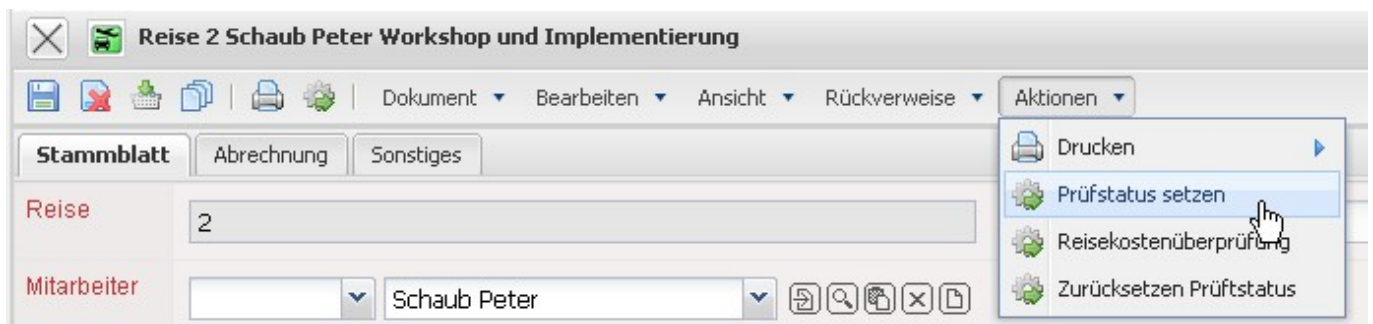 Reise 2 Schaub Peter Workshop und Implementierung
Dokument Bearbeiten Ansicht Rückverweise Aktionen
Stammblatt Abrechnung Sonstiges
Drucken
Prüfstatus setzen
Reise 2
Reisekostenüberprüfung
Mitarbeiter Schaub Peter
Zurücksetzen Prüftstatus